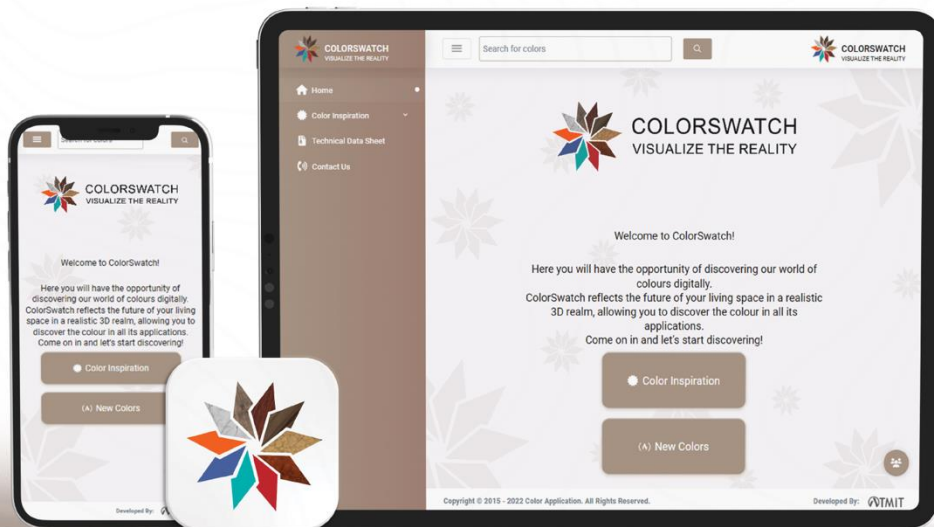 Search for colors
COLORSWATCH
VISUALIZE THE REALITY
Welcome to ColorSwatch!
Here you will have the opportunity of
discovering our world of colours digitally.
ColorSwatch reflects the future of your living
space in a realistic 3D realm, allowing you to
discover the colour in all its applications.
Come on in and let's start discovering!
Color Inspiration
(A) New Colors
Developed By:
COLORSWATCH
VISUALIZE THE REALITY
Home
Color Inspiration
Technical Data Sheet
Contact Us
Search for colors
COLORSWATCH
VISUALIZE THE REALITY
COLORSWATCH
VISUALIZE THE REALITY
Welcome to ColorSwatch!
Here you will have the opportunity of discovering our world of
colours digitally.
ColorSwatch reflects the future of your living space in a realistic
3D realm, allowing you to discover the colour in all its
applications.
Come on in and let's start discovering!
Color Inspiration
(A) New Colors
Copyright © 2015 - 2022 Color Application. All Rights Reserved.
Developed By: ATMIT